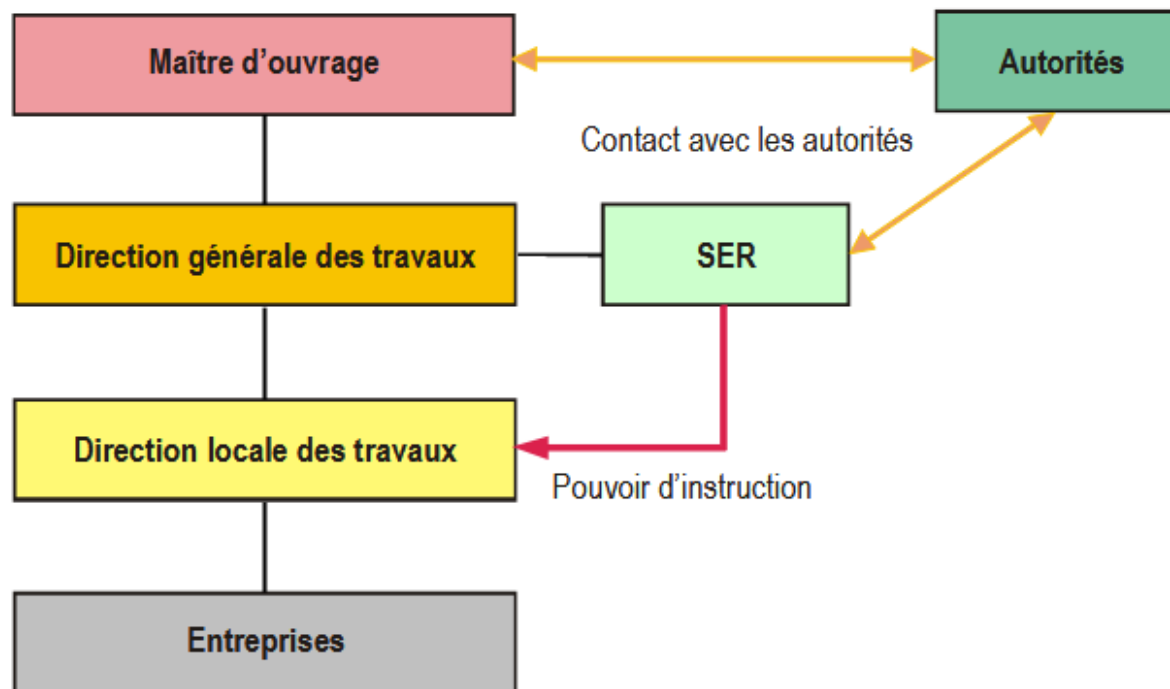 Maître d’ouvrage
Autorités
Contact avec les autorités
Direction générale des travaux
SER
Direction locale des travaux
Pouvoir d’instruction
Entreprises